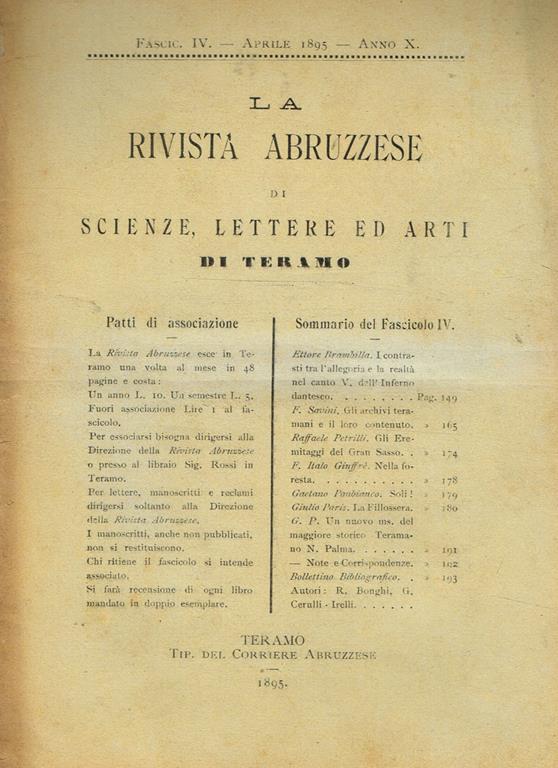 Fascic. IV. — Aprile 1895 — Anno X.
LA
RIVISTA ABRUZZESE
DI
SCIENZE, LETTERE ED ARTI
DI TERAMO
Patti di associazione
La Rivista Abruzzese esce in Te-
ramo una volta al mese in 48
pagine e costa:
Un anno L. 10. Un semestre L. 5.
Fuori associazione Lire 1 al fa-
scicolo.
Per essociarsi bisogna dirigersi alla
Direzione della Rivista Abruzzese
o presso al libraio Sig. Rossi in
Teramo.
Per lettere, manoscritti e reclami
dirigersi soltanto alla Direzione
della Rivista Abruzzese.
I manoscritti, anche non pubblicati,
non si restituiscono.
Chi ritiene il fascicolo si intende
associato.
Si farà recensione di ogni libro
mandato in doppio esemplare.
Sommario del Fascicolo IV.
Ettore Brambilla. I contra-
sti tra l'allegoria e la realtà
nel canto V. dell'Inferno
dantesco. . . . . . . . . Pag. 149
F. Savini. Gli archivi tera-
mani e il loro contenuto. » 165
Raffaele Petrilli. Gli Ere-
mitaggi del Gran Sasso. . » 174
F. Italo Giuffrè. Nella fo-
resta. . . . . . . . . . . » 178
Gaetano Panbianco. Soli! » 179
Giulio Paris. La Fillossera. » 180
G. P. Un nuovo ms. del
maggiore storico Terama-
no N. Palma. . . . . . . » 191
— Note e Corrispondenze. » 192
Bollettino Bibliografico. . » 193
Autori: R. Bonghi, G.
Cerulli - Irelli. . . . . . .
TERAMO
Tip. del Corriere Abruzzese
1895.